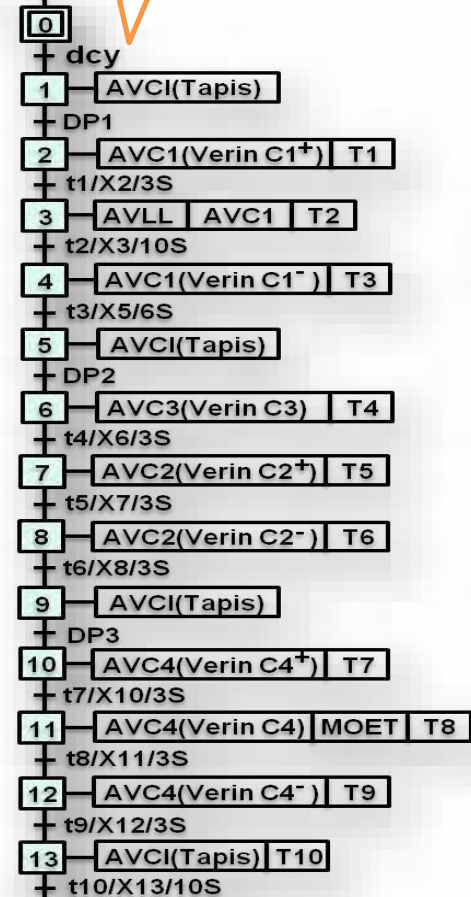 0
dcy
1 AVCI(Tapis)
DP1
2 AVC1(Verin C1+) T1
t1/X2/3S
3 AVLL AVC1 T2
t2/X3/10S
4 AVC1(Verin C1-) T3
t3/X5/6S
5 AVCI(Tapis)
DP2
6 AVC3(Verin C3) T4
t4/X6/3S
7 AVC2(Verin C2+) T5
t5/X7/3S
8 AVC2(Verin C2-) T6
t6/X8/3S
9 AVCI(Tapis)
DP3
10 AVC4(Verin C4+) T7
t7/X10/3S
11 AVC4(Verin C4) MOET T8
t8/X11/3S
12 AVC4(Verin C4-) T9
t9/X12/3S
13 AVCI(Tapis) T10
t10/X13/10S